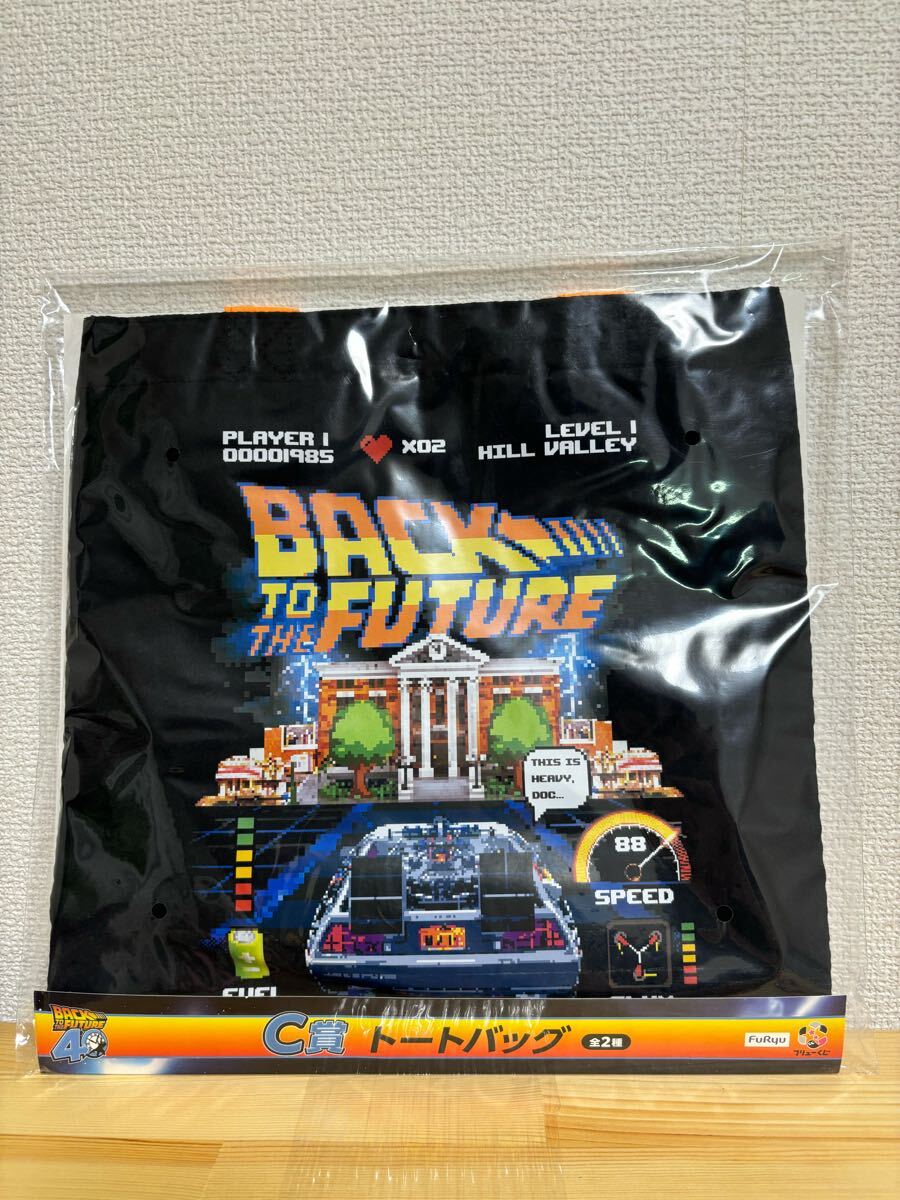 PLAYER 1
00001985
X02
LEVEL 1
HILL VALLEY
BACK
TO THE FUTURE
THIS IS
HEAVY,
DOC...
88
SPEED
FUEL
BACK
TO THE FUTURE
40
C賞 トートバッグ 全2種
FuRyu
フリューくじ